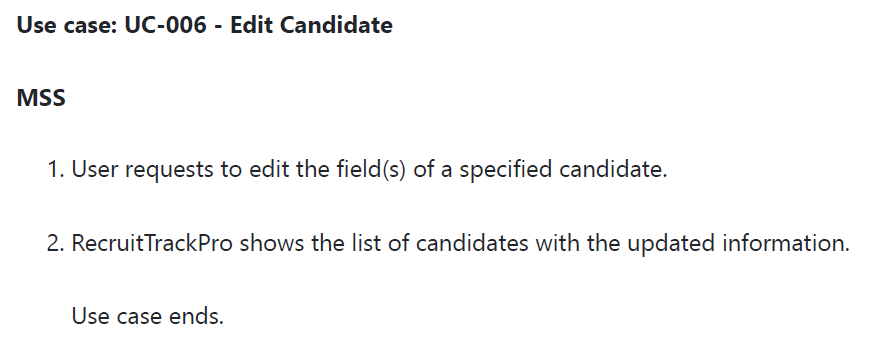 Use case: UC-006 - Edit Candidate
MSS
1. User requests to edit the field(s) of a specified candidate.
2. RecruitTrackPro shows the list of candidates with the updated information.
Use case ends.